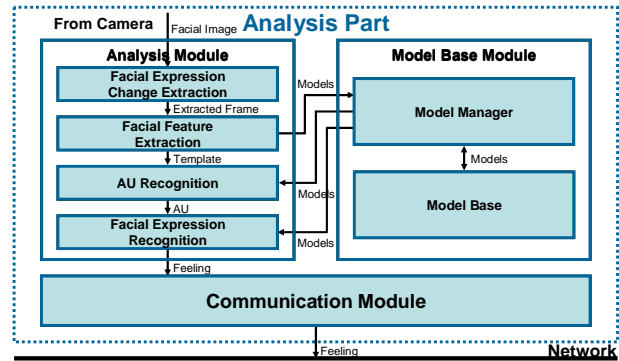 From Camera
Facial Image
Analysis Part
Analysis Module
Facial Expression
Change Extraction
Extracted Frame
Facial Feature
Extraction
Template
AU Recognition
AU
Facial Expression
Recognition
Feeling
Models
Models
Models
Model Base Module
Model Manager
Models
Model Base
Communication Module
Feeling
Network